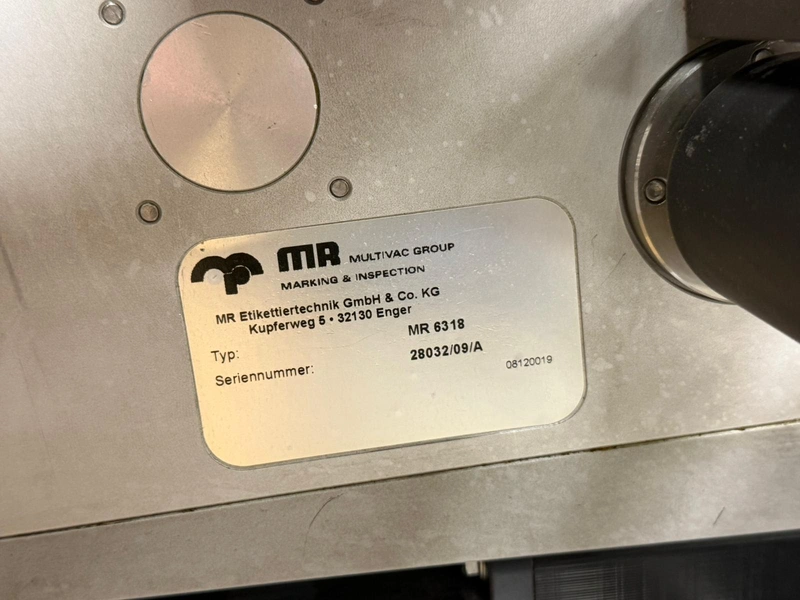 MR MULTIVAC GROUP
MARKING & INSPECTION
MR Etikettiertechnik GmbH & Co. KG
Kupferweg 5 • 32130 Enger
Typ: MR 6318
Seriennummer: 28032/09/A
08120019